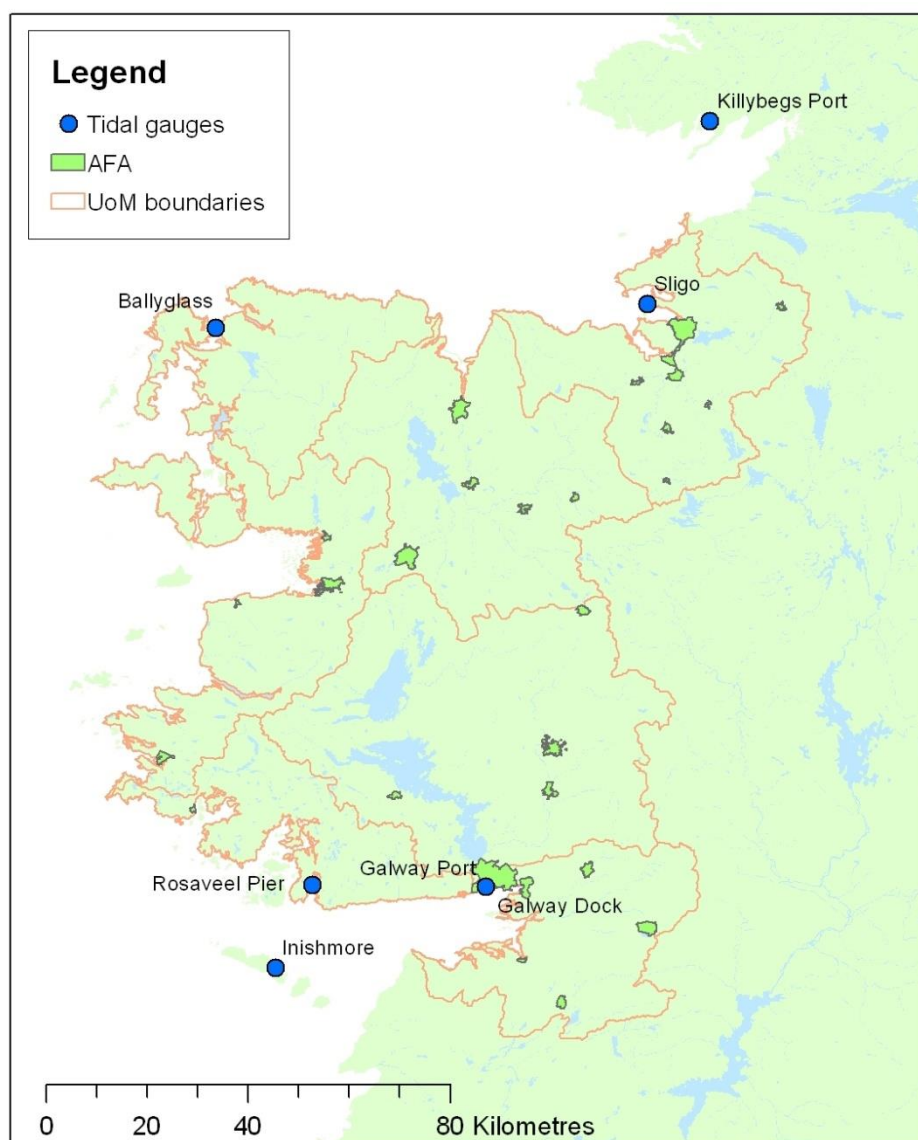 Legend
Tidal gauges
AFA
UoM boundaries
Killybegs Port
Sligo
Ballyglass
Galway Port
Rosaveel Pier
Galway Dock
Inishmore
0 20 40 80 Kilometres